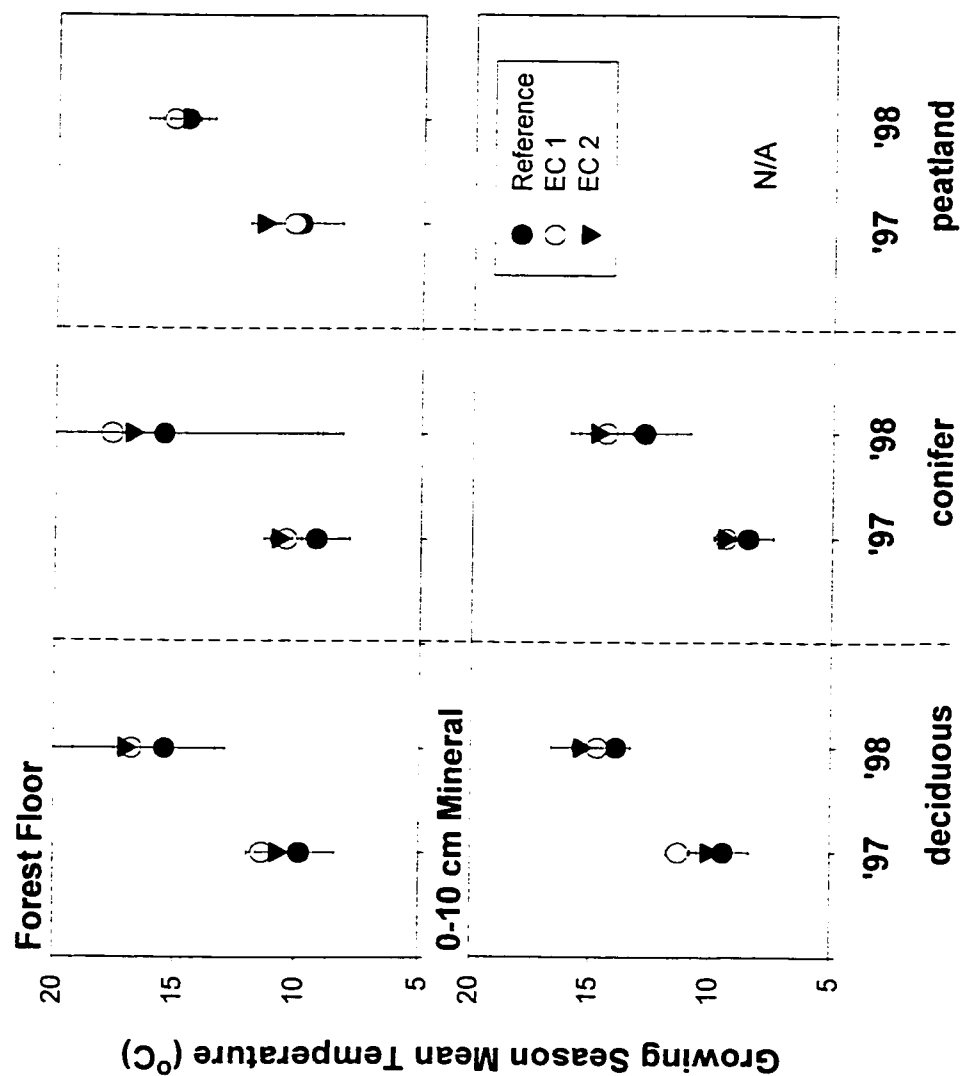 Growing Season Mean Temperature (°C)
Forest Floor
20
15
10
5
0-10 cm Mineral
20
15
10
5
Reference
EC 1
EC 2
N/A
'97 '98 '97 '98 '97 '98
deciduous conifer peatland